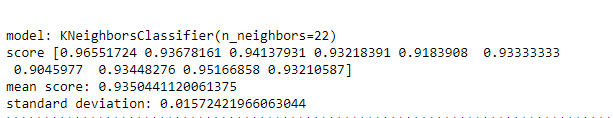 model: KNeighborsClassifier(n_neighbors=22)
score [0.96551724 0.93678161 0.94137931 0.93218391 0.9183908  0.93333333
 0.9045977  0.93448276 0.95166858 0.93210587]
mean score: 0.9350441120061375
standard deviation: 0.01572421966063044